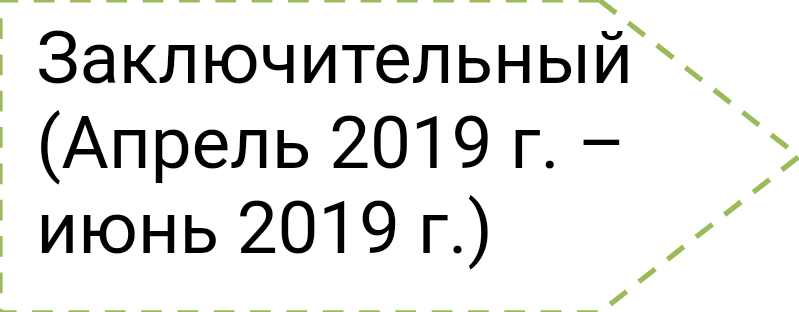 Заключительный
(Апрель 2019 г. –
июнь 2019 г.)